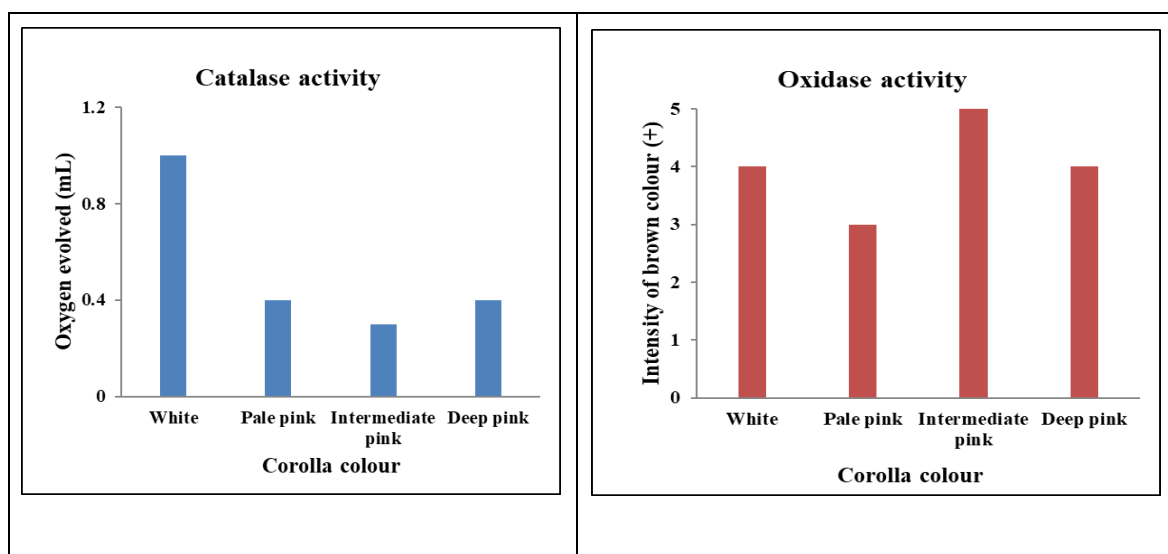 Catalase activity
Oxygen evolved (mL)
1.2
0.8
0.4
0
White
Pale pink
Intermediate
pink
Deep pink
Corolla colour
Oxidase activity
Intensity of brown colour (+)
5
4
3
2
1
0
White
Pale pink
Intermediate
pink
Deep pink
Corolla colour